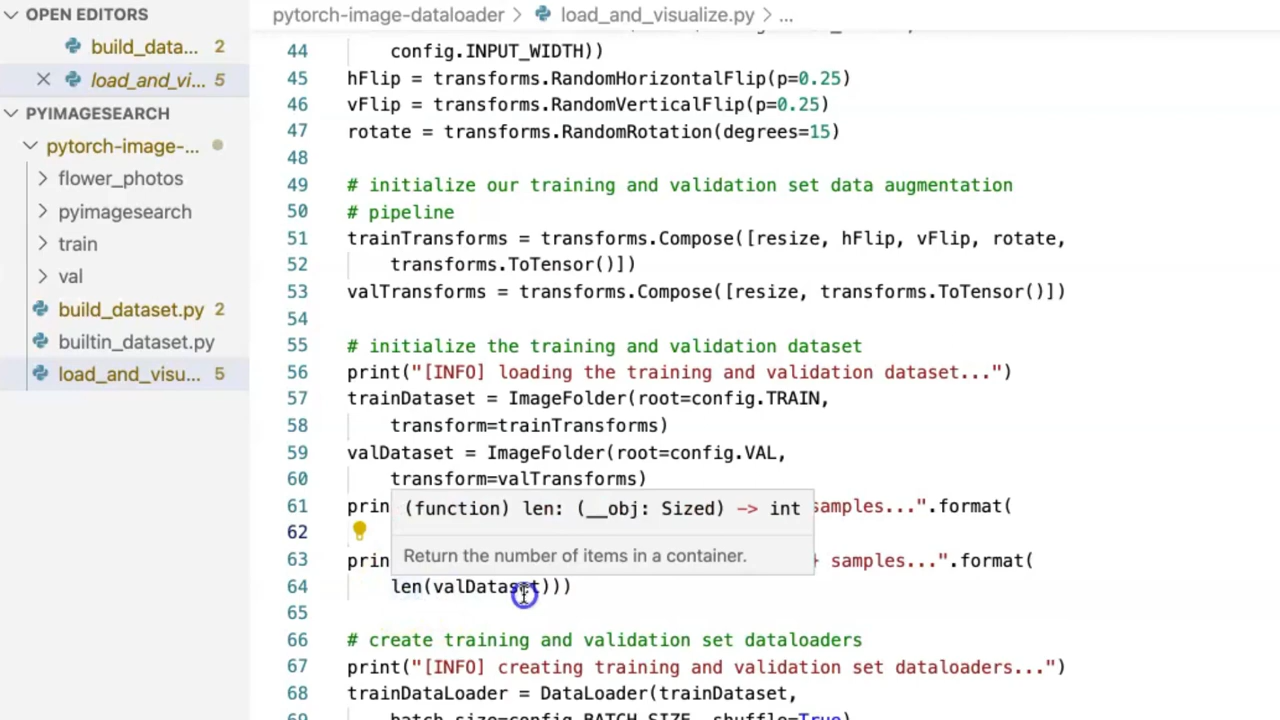 OPEN EDITORS
build_data... 2
load_and_vi... 5
PYIMAGESEARCH
pytorch-image-...
flower_photos
pyimagesearch
train
val
build_dataset.py 2
builtin_dataset.py
load_and_visu... 5
pytorch-image-dataloader > load_and_visualize.py > ...
44 config.INPUT_WIDTH))
45 hFlip = transforms.RandomHorizontalFlip(p=0.25)
46 vFlip = transforms.RandomVerticalFlip(p=0.25)
47 rotate = transforms.RandomRotation(degrees=15)
48
49 # initialize our training and validation set data augmentation
50 # pipeline
51 trainTransforms = transforms.Compose([resize, hFlip, vFlip, rotate,
52 transforms.ToTensor()])
53 valTransforms = transforms.Compose([resize, transforms.ToTensor()])
54
55 # initialize the training and validation dataset
56 print("[INFO] loading the training and validation dataset...")
57 trainDataset = ImageFolder(root=config.TRAIN,
58 transform=trainTransforms)
59 valDataset = ImageFolder(root=config.VAL,
60 transform=valTransforms)
61 prin samples...".format(
(function) len: (__obj: Sized) -> int
62
Return the number of items in a container.
63 prin samples...".format(
64 len(valDataset)))
65
66 # create training and validation set dataloaders
67 print("[INFO] creating training and validation set dataloaders...")
68 trainDataLoader = DataLoader(trainDataset,
69 batch_size=config.BATCH_SIZE, shuffle=True)